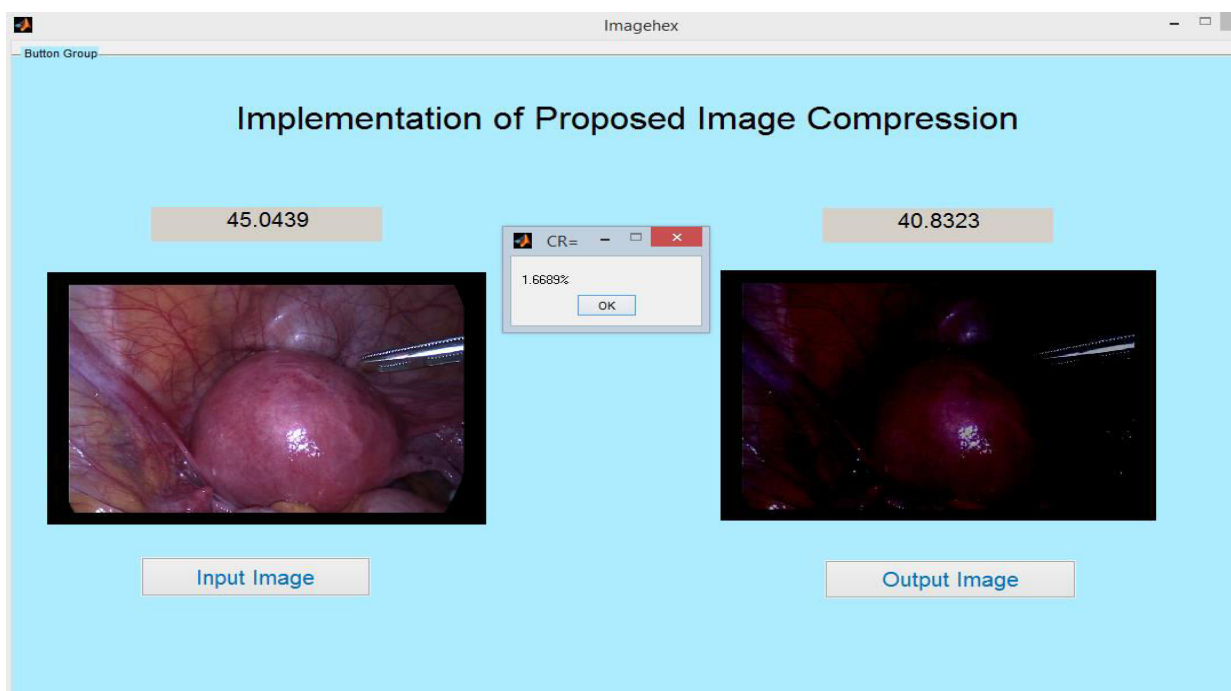 Imagehex
Button Group
Implementation of Proposed Image Compression
45.0439
40.8323
CR=
1.6689%
OK
Input Image
Output Image